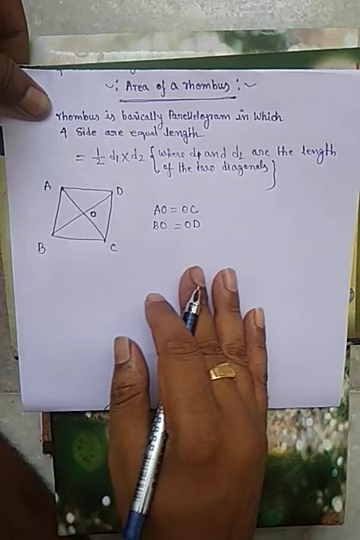 Area of a rhombus :
rhombus is basically Parellelogram in which
4 Side are equal length
= 1/2 d1 x d2 { where d1 and d2 are the length
of the two diagonals }
A D
O
B C
AO = OC
BO = OD